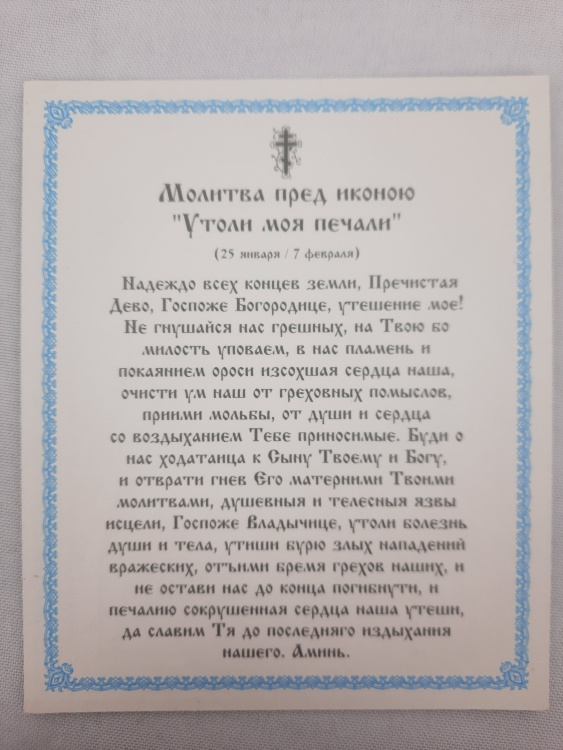 Молитва пред иконою
"Утоли моя печали"
(25 января / 7 февраля)
Надеждо всех концев земли, Пречистая
Дево, Госпоже Богородице, утешение мое!
Не гнушайся нас грешных, на Твою бо
милость уповаем, в нас пламень и
покаянием ороси изсохшая сердца наша,
очисти ум наш от греховных помыслов,
приими мольбы, от души и сердца
со воздыханием Тебе приносимые. Буди о
нас ходатаица к Сыну Твоему и Богу,
и отврати гнев Его матерними Твоими
молитвами, душевныя и телесныя язвы
исцели, Госпоже Владычице, утоли болезнь
души и тела, утиши бурю злых нападений
вражеских, отъими бремя грехов наших, и
не остави нас до конца погибнути, и
печалию сокрушенная сердца наша утеши,
да славим Тя до последняго издыхания
нашего. Аминь.